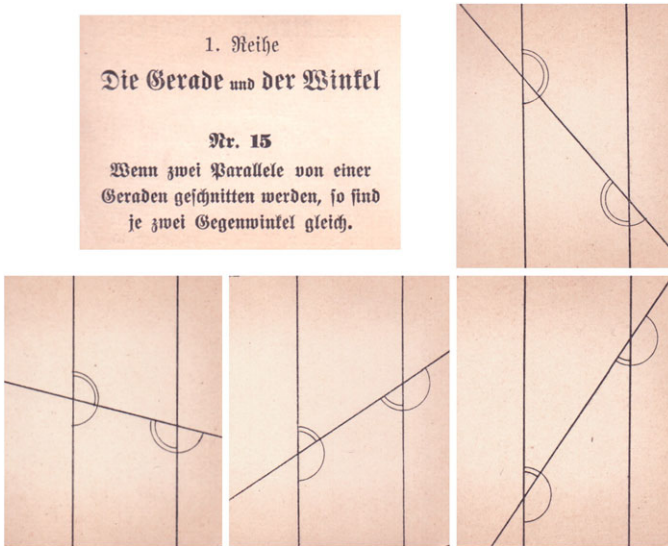 1. Reihe
Die Gerade und der Winkel
Nr. 15
Wenn zwei Parallele von einer
Geraden geschnitten werden, so sind
je zwei Gegenwinkel gleich.